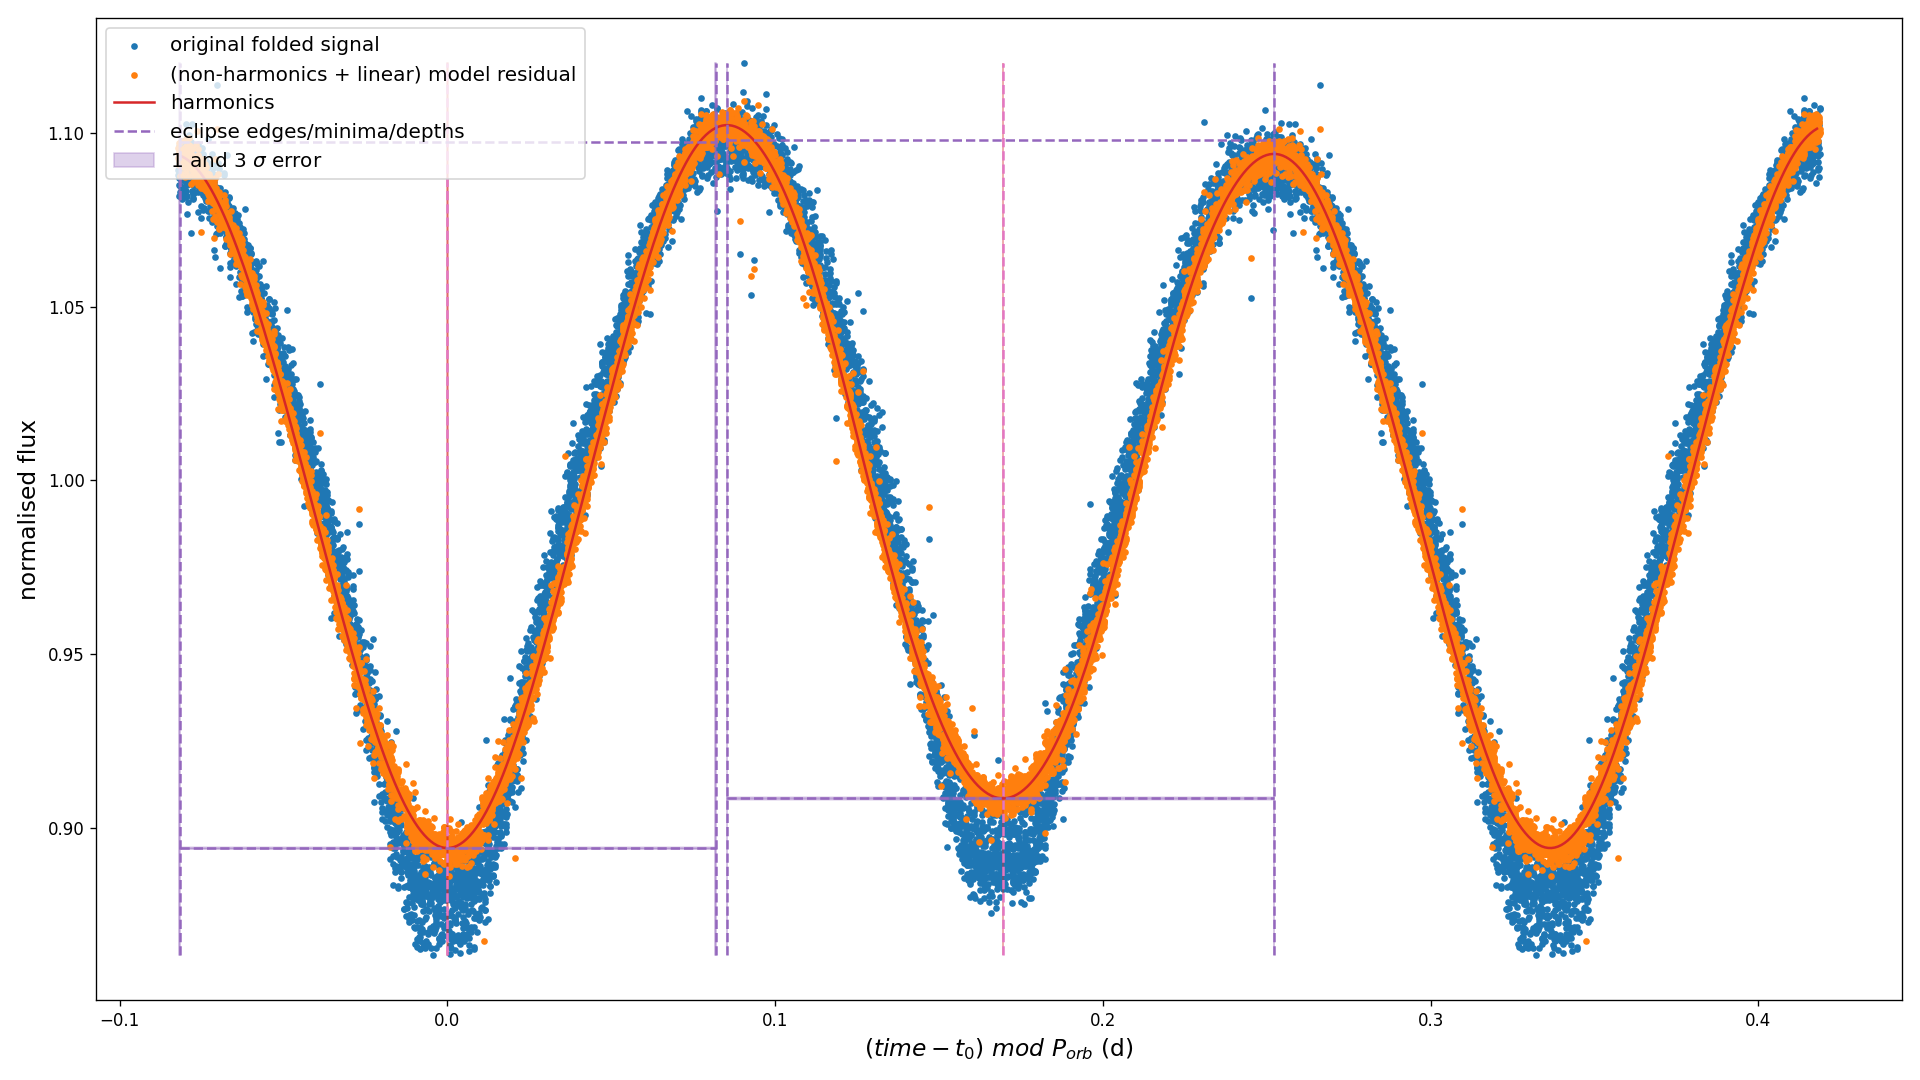 original folded signal
(non-harmonics + linear) model residual
harmonics
eclipse edges/minima/depths
1 and 3 σ error
normalised flux
1.10
1.05
1.00
0.95
0.90
−0.1 0.0 0.1 0.2 0.3 0.4
(time − t₀) mod Pₒᵣb (d)